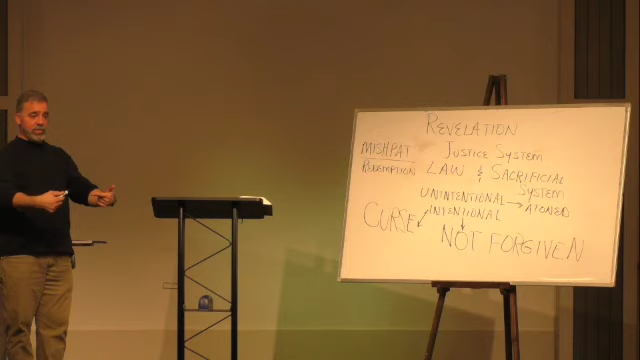 REVELATION
MISHPAT JUSTICE SYSTEM
REDEMPTION LAW & SACRIFICIAL
SYSTEM
UNINTENTIONAL → ATONED
CURSE INTENTIONAL
NOT FORGIVEN